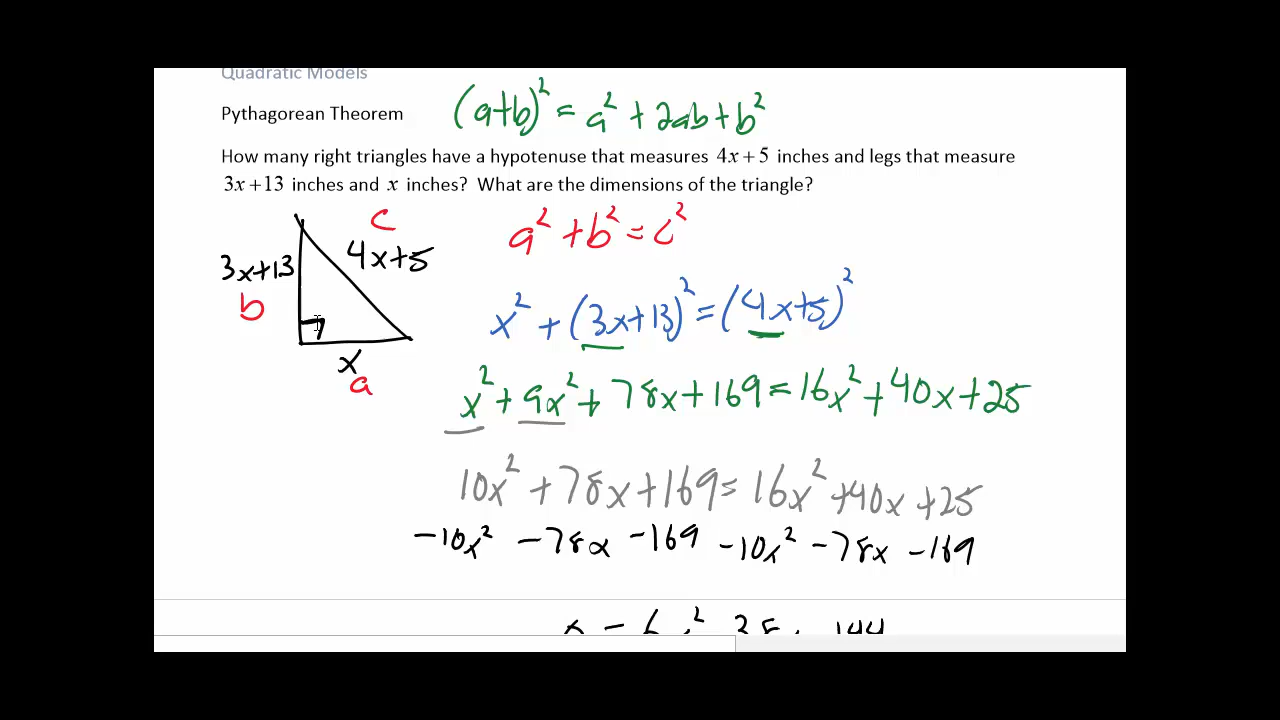 Quadratic Models
Pythagorean Theorem (a+b)² = a² + 2ab + b²
How many right triangles have a hypotenuse that measures 4x + 5 inches and legs that measure
3x + 13 inches and x inches? What are the dimensions of the triangle?
c
a² + b² = c²
3x+13 4x+5
b
x² + (3x+13)² = (4x+5)²
x
a
x² + 9x² + 78x + 169 = 16x² + 40x + 25
10x² + 78x + 169 = 16x² + 40x + 25
-10x² - 78x - 169 -10x² - 78x - 169